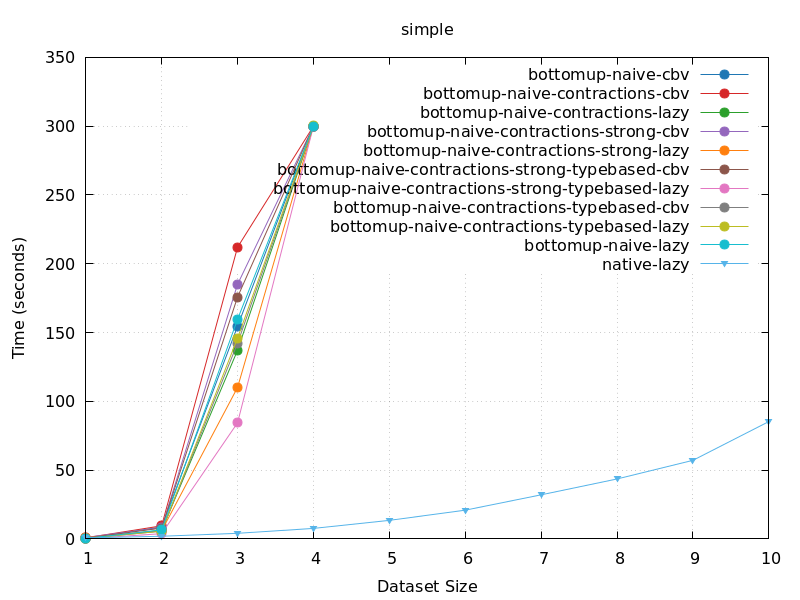 simple
350
300
250
200
150
100
50
0
Time (seconds)
bottomup-naive-cbv
bottomup-naive-contractions-cbv
bottomup-naive-contractions-lazy
bottomup-naive-contractions-strong-cbv
bottomup-naive-contractions-strong-lazy
bottomup-naive-contractions-strong-typebased-cbv
bottomup-naive-contractions-strong-typebased-lazy
bottomup-naive-contractions-typebased-cbv
bottomup-naive-contractions-typebased-lazy
bottomup-naive-lazy
native-lazy
1 2 3 4 5 6 7 8 9 10
Dataset Size